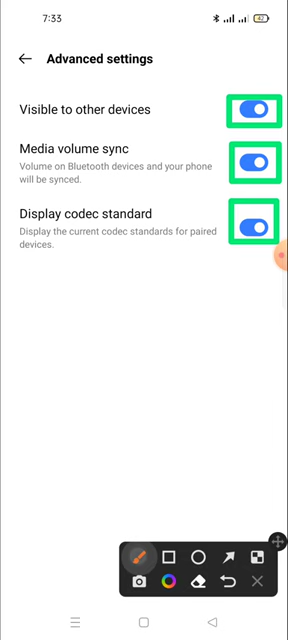 7:33
42
Advanced settings
Visible to other devices
Media volume sync
Volume on Bluetooth devices and your phone
will be synced.
Display codec standard
Display the current codec standards for paired
devices.